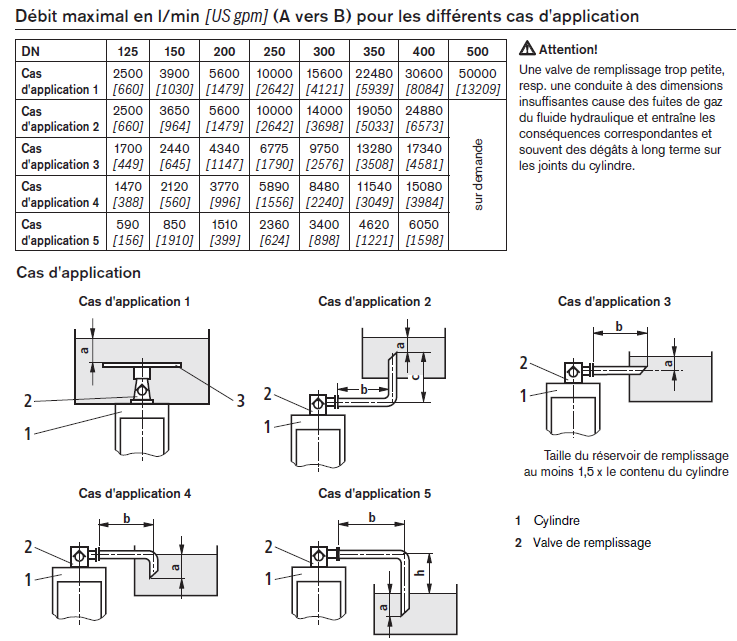 Débit maximal en l/min [US gpm] (A vers B) pour les différents cas d'application
DN 125 150 200 250 300 350 400 500
Cas d'application 1 2500 [660] 3900 [1030] 5600 [1479] 10000 [2642] 15600 [4121] 22480 [5939] 30600 [8084] 50000 [13209]
Cas d'application 2 2500 [660] 3650 [964] 5600 [1479] 10000 [2642] 14000 [3698] 19050 [5033] 24880 [6573]
Cas d'application 3 1700 [449] 2440 [645] 4340 [1147] 6775 [1790] 9750 [2576] 13280 [3508] 17340 [4581]
Cas d'application 4 1470 [388] 2120 [560] 3770 [996] 5890 [1556] 8480 [2240] 11540 [3049] 15080 [3984]
Cas d'application 5 590 [156] 850 [1910] 1510 [399] 2360 [624] 3400 [898] 4620 [1221] 6050 [1598]
sur demande
Attention!
Une valve de remplissage trop petite,
resp. une conduite à des dimensions
insuffisantes cause des fuites de gaz
du fluide hydraulique et entraîne les
conséquences correspondantes et
souvent des dégâts à long terme sur
les joints du cylindre.
Cas d'application
Cas d'application 1
a
2
1
3
Cas d'application 2
a
b
c
2
1
Cas d'application 3
b
a
2
1
Taille du réservoir de remplissage
au moins 1,5 x le contenu du cylindre
Cas d'application 4
b
a
2
1
Cas d'application 5
b
h
a
2
1
1 Cylindre
2 Valve de remplissage